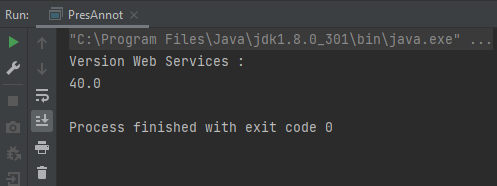 Run: PresAnnot ×
"C:\Program Files\Java\jdk1.8.0_301\bin\java.exe" ...
Version Web Services :
40.0
Process finished with exit code 0